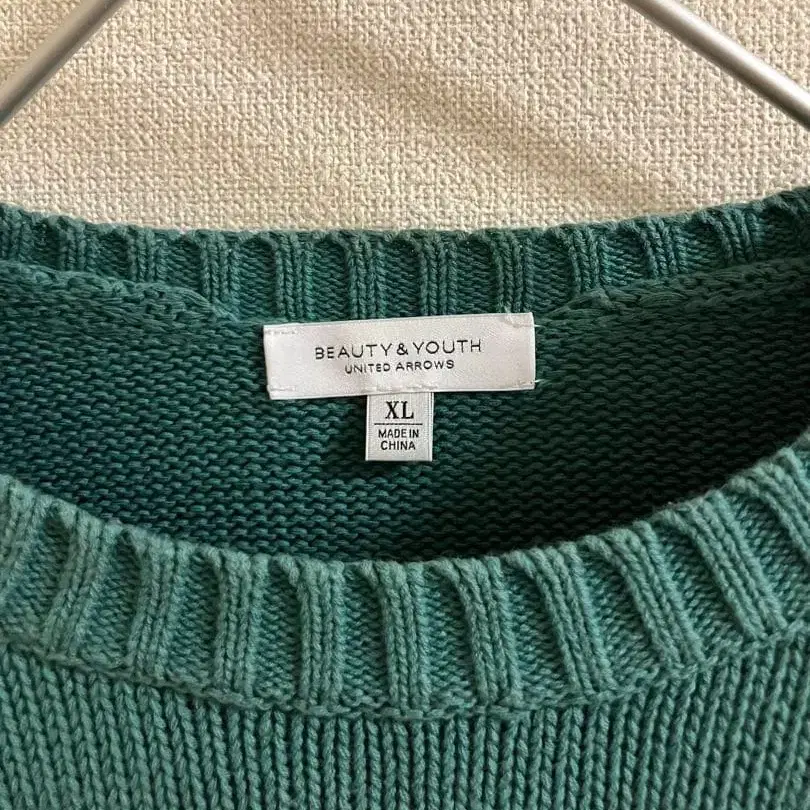 BEAUTY & YOUTH
UNITED ARROWS
XL
MADE IN
CHINA